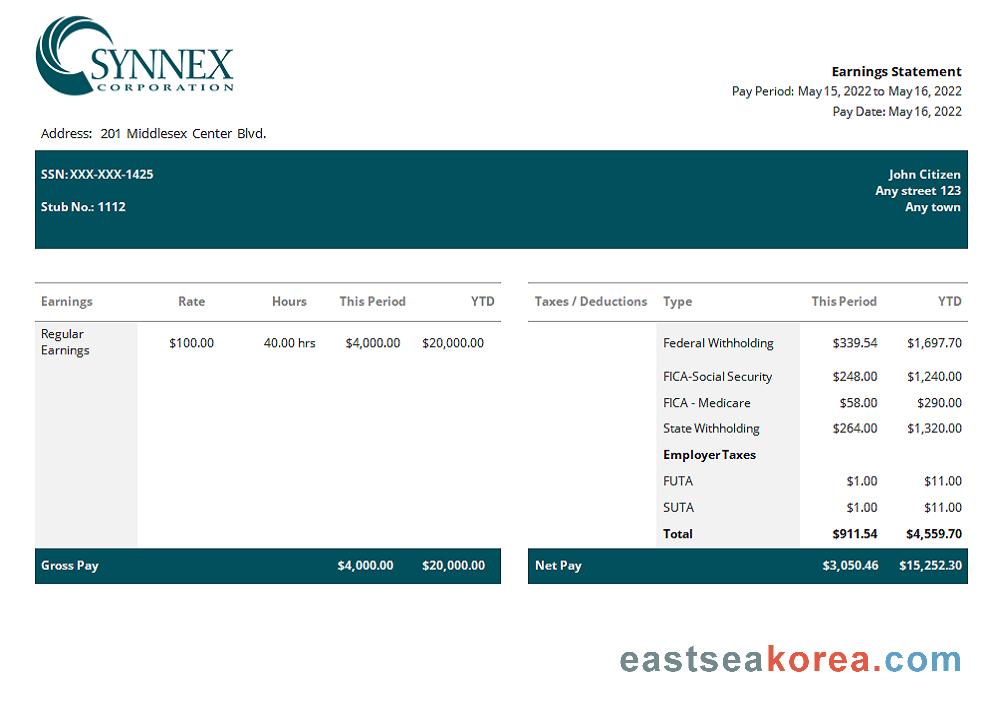 SYNNEX
CORPORATION
Earnings Statement
Pay Period: May 15, 2022 to May 16, 2022
Pay Date: May 16, 2022
Address: 201 Middlesex Center Blvd.
SSN: XXX-XXX-1425
Stub No.: 1112
John Citizen
Any street 123
Any town
Earnings Rate Hours This Period YTD
Regular
Earnings
$100.00 40.00 hrs $4,000.00 $20,000.00
Gross Pay $4,000.00 $20,000.00
Taxes / Deductions Type This Period YTD
Federal Withholding $339.54 $1,697.70
FICA-Social Security $248.00 $1,240.00
FICA - Medicare $58.00 $290.00
State Withholding $264.00 $1,320.00
Employer Taxes
FUTA $1.00 $11.00
SUTA $1.00 $11.00
Total $911.54 $4,559.70
Net Pay $3,050.46 $15,252.30
eastseakorea.com